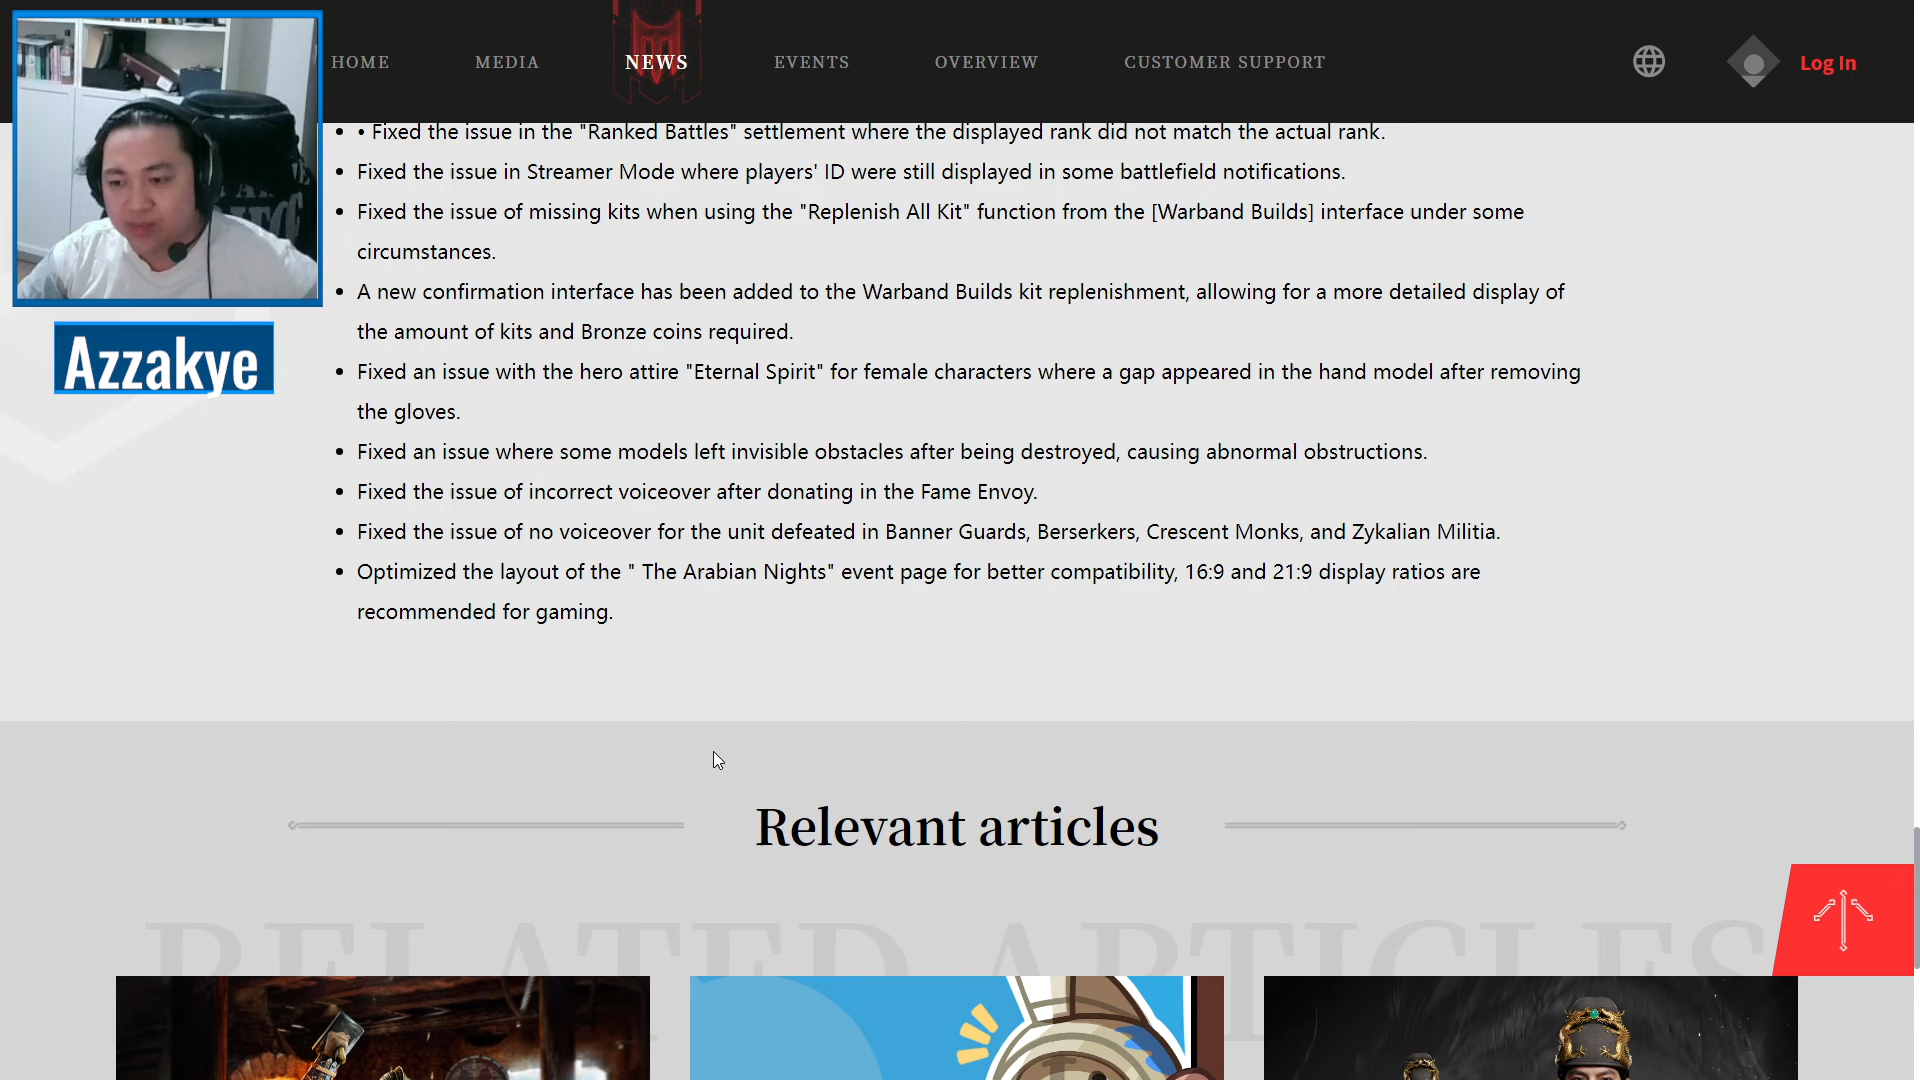 HOME MEDIA NEWS EVENTS OVERVIEW CUSTOMER SUPPORT Log In
• • Fixed the issue in the "Ranked Battles" settlement where the displayed rank did not match the actual rank.
• Fixed the issue in Streamer Mode where players' ID were still displayed in some battlefield notifications.
• Fixed the issue of missing kits when using the "Replenish All Kit" function from the [Warband Builds] interface under some
circumstances.
• A new confirmation interface has been added to the Warband Builds kit replenishment, allowing for a more detailed display of
the amount of kits and Bronze coins required.
Azzakye
• Fixed an issue with the hero attire "Eternal Spirit" for female characters where a gap appeared in the hand model after removing
the gloves.
• Fixed an issue where some models left invisible obstacles after being destroyed, causing abnormal obstructions.
• Fixed the issue of incorrect voiceover after donating in the Fame Envoy.
• Fixed the issue of no voiceover for the unit defeated in Banner Guards, Berserkers, Crescent Monks, and Zykalian Militia.
• Optimized the layout of the " The Arabian Nights" event page for better compatibility, 16:9 and 21:9 display ratios are
recommended for gaming.
Relevant articles
RELATED ARTICLES